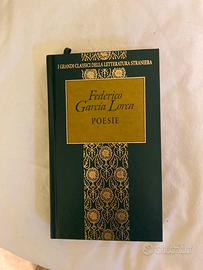 I GRANDI CLASSICI DELLA LETTERATURA STRANIERA
Federico
García Lorca
POESIE